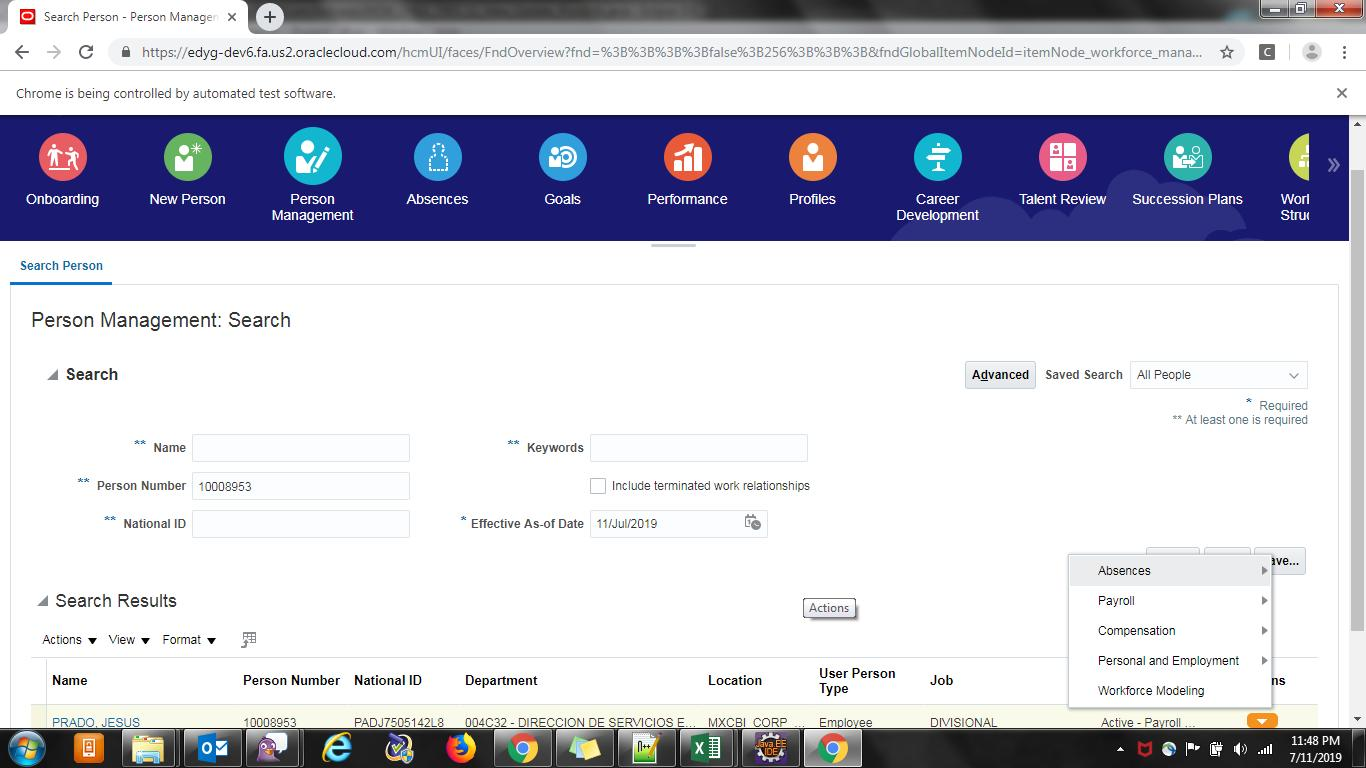 Search Person - Person Managen
https://edyg-dev6.fa.us2.oraclecloud.com/hcmUI/faces/FndOverview?fnd=%3B%3B%3B%3Bfalse%3B256%3B%3B%3B&fndGlobalItemNodeId=itemNode_workforce_mana...
C
Chrome is being controlled by automated test software.
Onboarding
New Person
Person Management
Absences
Goals
Performance
Profiles
Career Development
Talent Review
Succession Plans
Search Person
Person Management: Search
Search
Advanced
Saved Search
All People
* Required
** At least one is required
** Name
** Keywords
** Person Number 10008953
Include terminated work relationships
** National ID
* Effective As-of Date 11/Jul/2019
ave...
Absences
Payroll
Compensation
Personal and Employment
Workforce Modeling
Search Results
Actions
Actions View Format
Name Person Number National ID Department Location User Person Type Job
PRADO, JESUS 10008953 PADJ7505142L8 004C32 - DIRECCION DE SERVICIOS E... MXCBI_CORP_... Employee DIVISIONAL Active - Payroll ...
Java EE
IDE
11:48 PM
7/11/2019